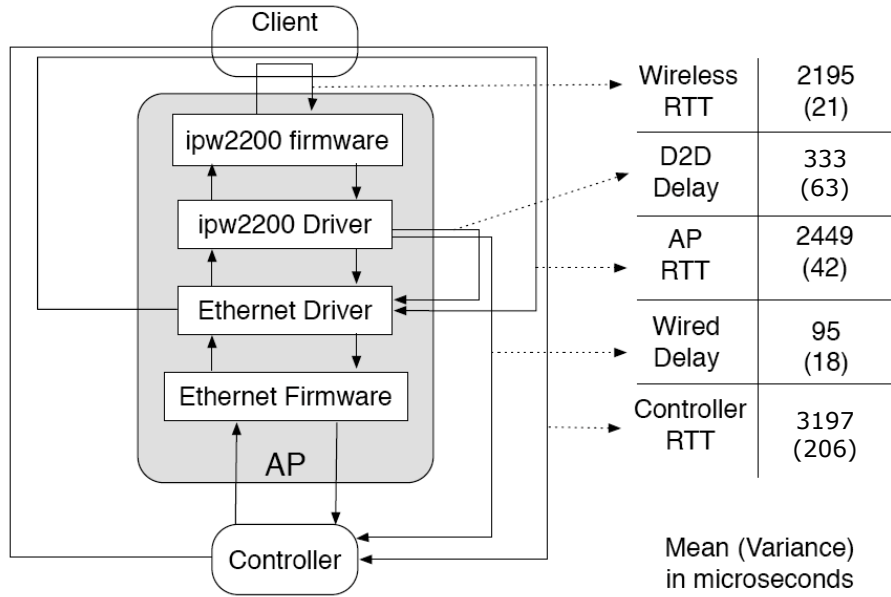 Client
ipw2200 firmware
ipw2200 Driver
Ethernet Driver
Ethernet Firmware
AP
Controller
Wireless
RTT
2195
(21)
D2D
Delay
333
(63)
AP
RTT
2449
(42)
Wired
Delay
95
(18)
Controller
RTT
3197
(206)
Mean (Variance)
in microseconds